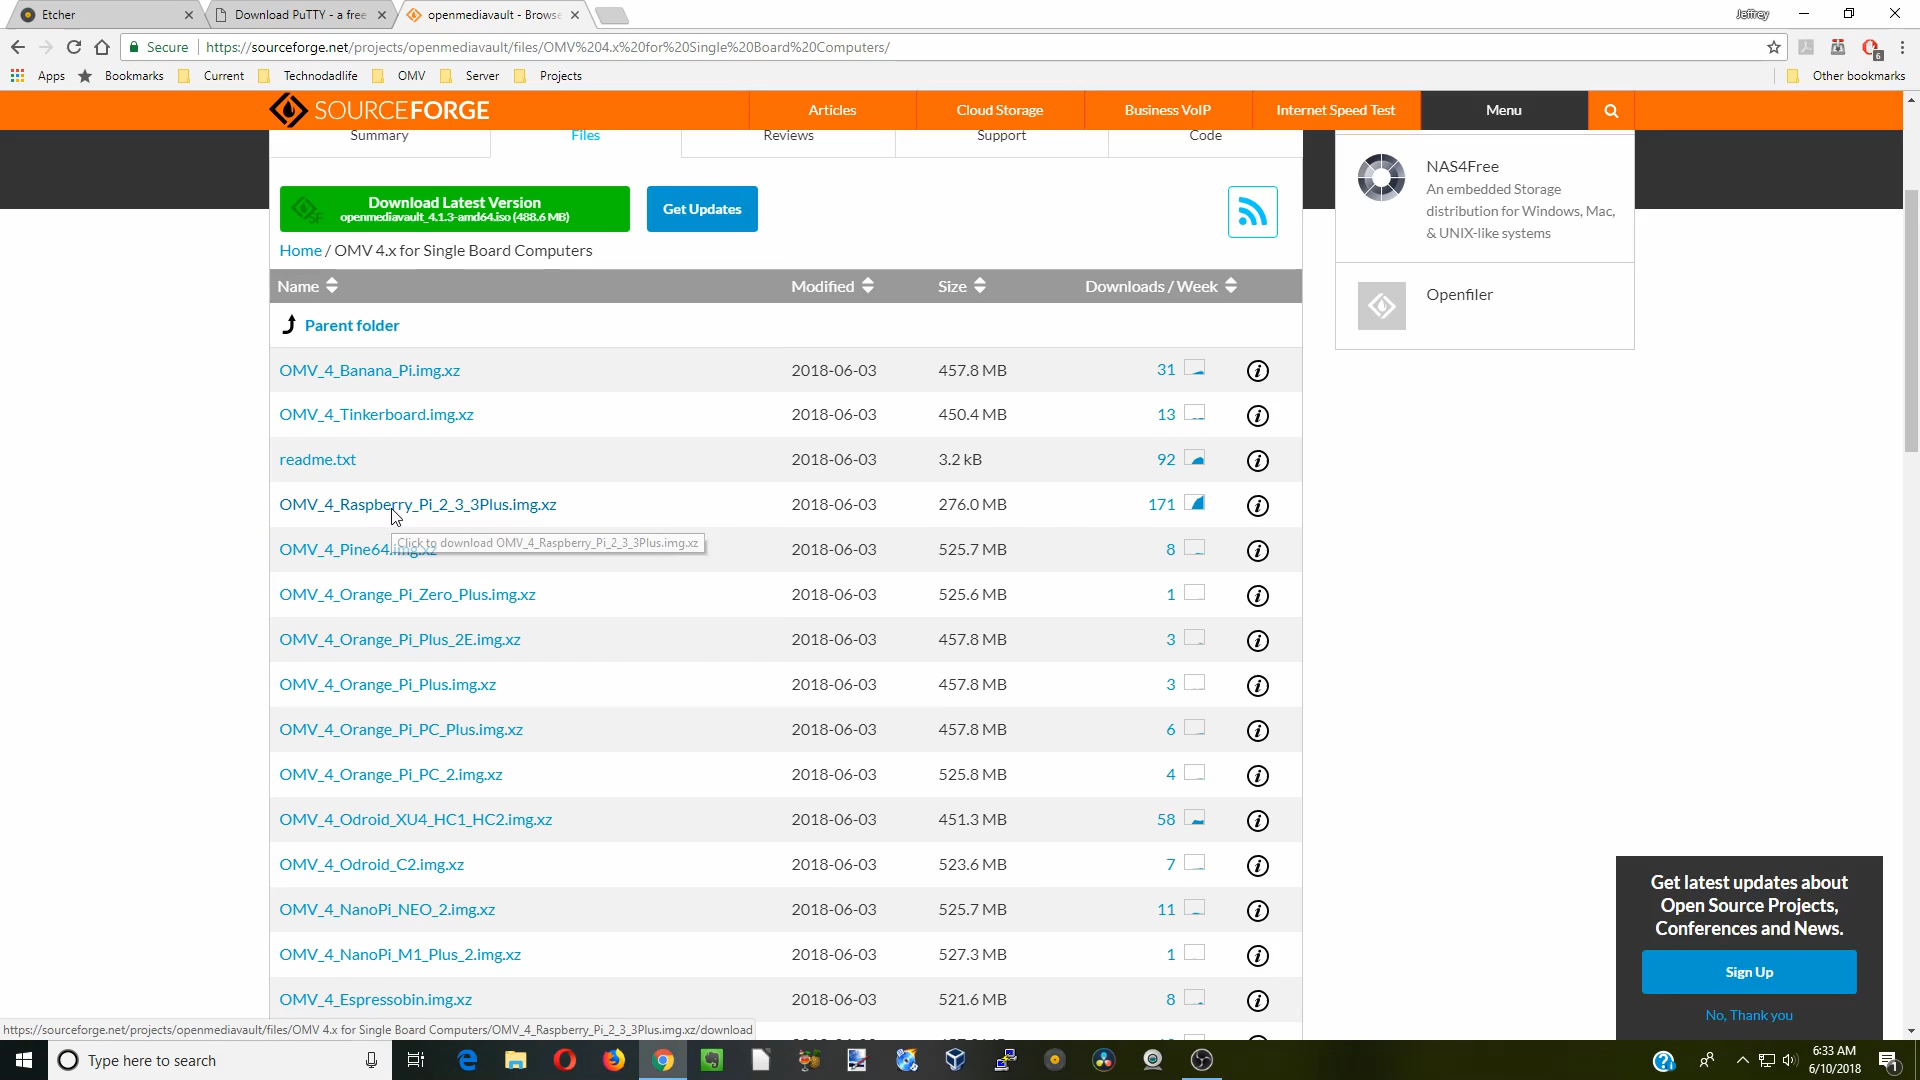 Etcher
Download PuTTY - a free
openmediavault - Browse
Jeffrey
Secure
https://sourceforge.net/projects/openmediavault/files/OMV%204.x%20for%20Single%20Board%20Computers/
6
Apps
Bookmarks
Current
Technodadlife
OMV
Server
Projects
Other bookmarks
SOURCEFORGE
Articles
Cloud Storage
Business VoIP
Internet Speed Test
Menu
Summary
Files
Reviews
Support
Code
Download Latest Version
openmediavault_4.1.3-amd64.iso (488.6 MB)
Get Updates
NAS4Free
An embedded Storage
distribution for Windows, Mac,
& UNIX-like systems
Openfiler
Home / OMV 4.x for Single Board Computers
Name Modified Size Downloads / Week
Parent folder
OMV_4_Banana_Pi.img.xz 2018-06-03 457.8 MB 31
OMV_4_Tinkerboard.img.xz 2018-06-03 450.4 MB 13
readme.txt 2018-06-03 3.2 kB 92
OMV_4_Raspberry_Pi_2_3_3Plus.img.xz 2018-06-03 276.0 MB 171
Click to download OMV_4_Raspberry_Pi_2_3_3Plus.img.xz
OMV_4_Pine64.img.xz 2018-06-03 525.7 MB 8
OMV_4_Orange_Pi_Zero_Plus.img.xz 2018-06-03 525.6 MB 1
OMV_4_Orange_Pi_Plus_2E.img.xz 2018-06-03 457.8 MB 3
OMV_4_Orange_Pi_Plus.img.xz 2018-06-03 457.8 MB 3
OMV_4_Orange_Pi_PC_Plus.img.xz 2018-06-03 457.8 MB 6
OMV_4_Orange_Pi_PC_2.img.xz 2018-06-03 525.8 MB 4
OMV_4_Odroid_XU4_HC1_HC2.img.xz 2018-06-03 451.3 MB 58
OMV_4_Odroid_C2.img.xz 2018-06-03 523.6 MB 7
OMV_4_NanoPi_NEO_2.img.xz 2018-06-03 525.7 MB 11
OMV_4_NanoPi_M1_Plus_2.img.xz 2018-06-03 527.3 MB 1
OMV_4_Espressobin.img.xz 2018-06-03 521.6 MB 8
Get latest updates about
Open Source Projects,
Conferences and News.
Sign Up
No, Thank you
https://sourceforge.net/projects/openmediavault/files/OMV 4.x for Single Board Computers/OMV_4_Raspberry_Pi_2_3_3Plus.img.xz/download
Type here to search
6:33 AM
6/10/2018
1